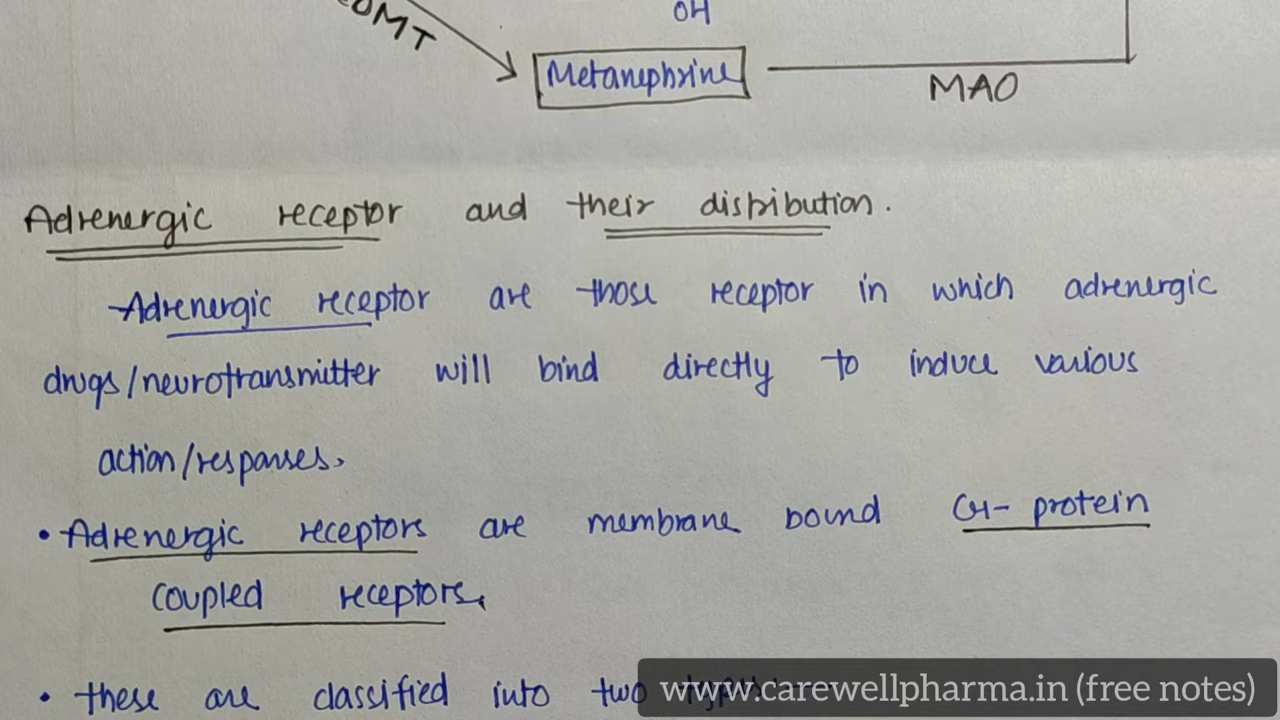 OH
COMT
Metanephrine
MAO
Adrenergic receptor and their distribution.
Adrenergic receptor are those receptor in which adrenergic
drugs/neurotransmitter will bind directly to induce various
action/responses.
• Adrenergic receptors are membrane bound G-protein
coupled receptors.
• these are classified into two
www.carewellpharma.in (free notes)